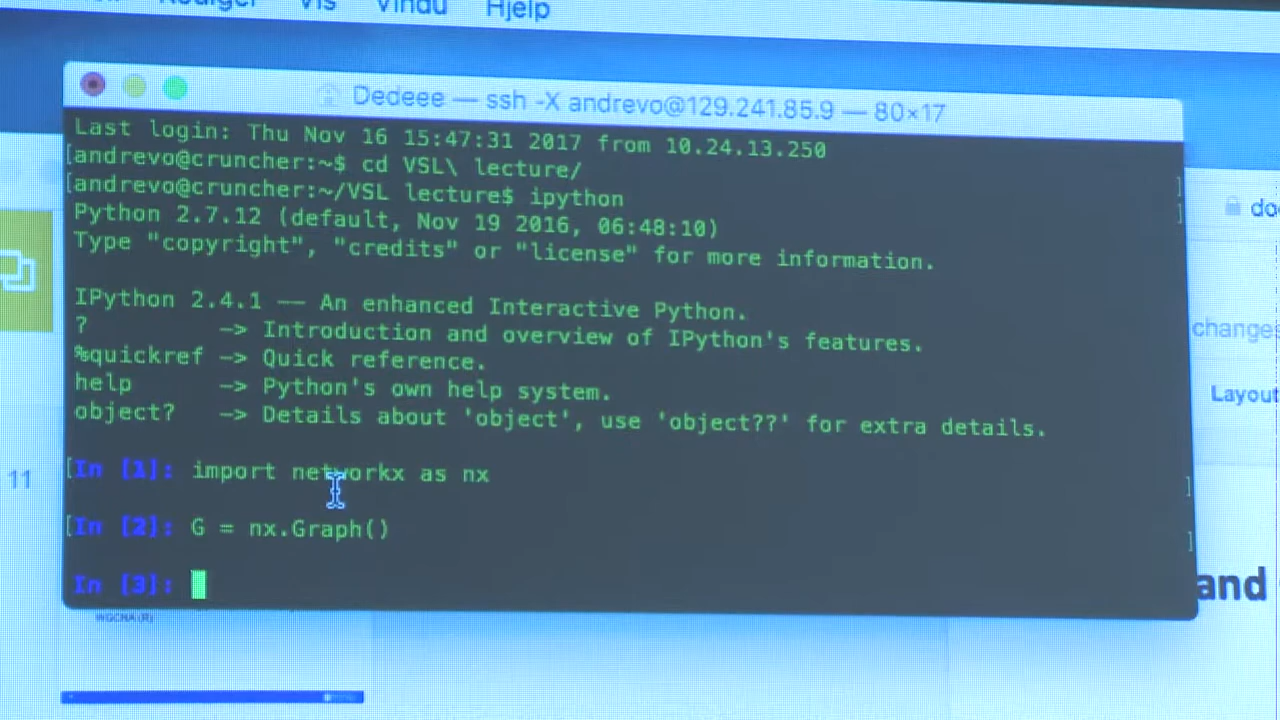 Rediger Vis Vindu Hjelp
Dedeee — ssh -X andrevo@129.241.85.9 — 80×17
Last login: Thu Nov 16 15:47:31 2017 from 10.24.13.250
[andrevo@cruncher:~$ cd VSL\ lecture/ ]
[andrevo@cruncher:~/VSL lecture$ ipython ]
Python 2.7.12 (default, Nov 19 2016, 06:48:10)
Type "copyright", "credits" or "license" for more information.
IPython 2.4.1 -- An enhanced Interactive Python.
? -> Introduction and overview of IPython's features.
%quickref -> Quick reference.
help -> Python's own help system.
object? -> Details about 'object', use 'object??' for extra details.
[In [1]: import networkx as nx ]
[In [2]: G = nx.Graph() ]
In [3]:
11
do
change
Layout
and
WGCNA(R)